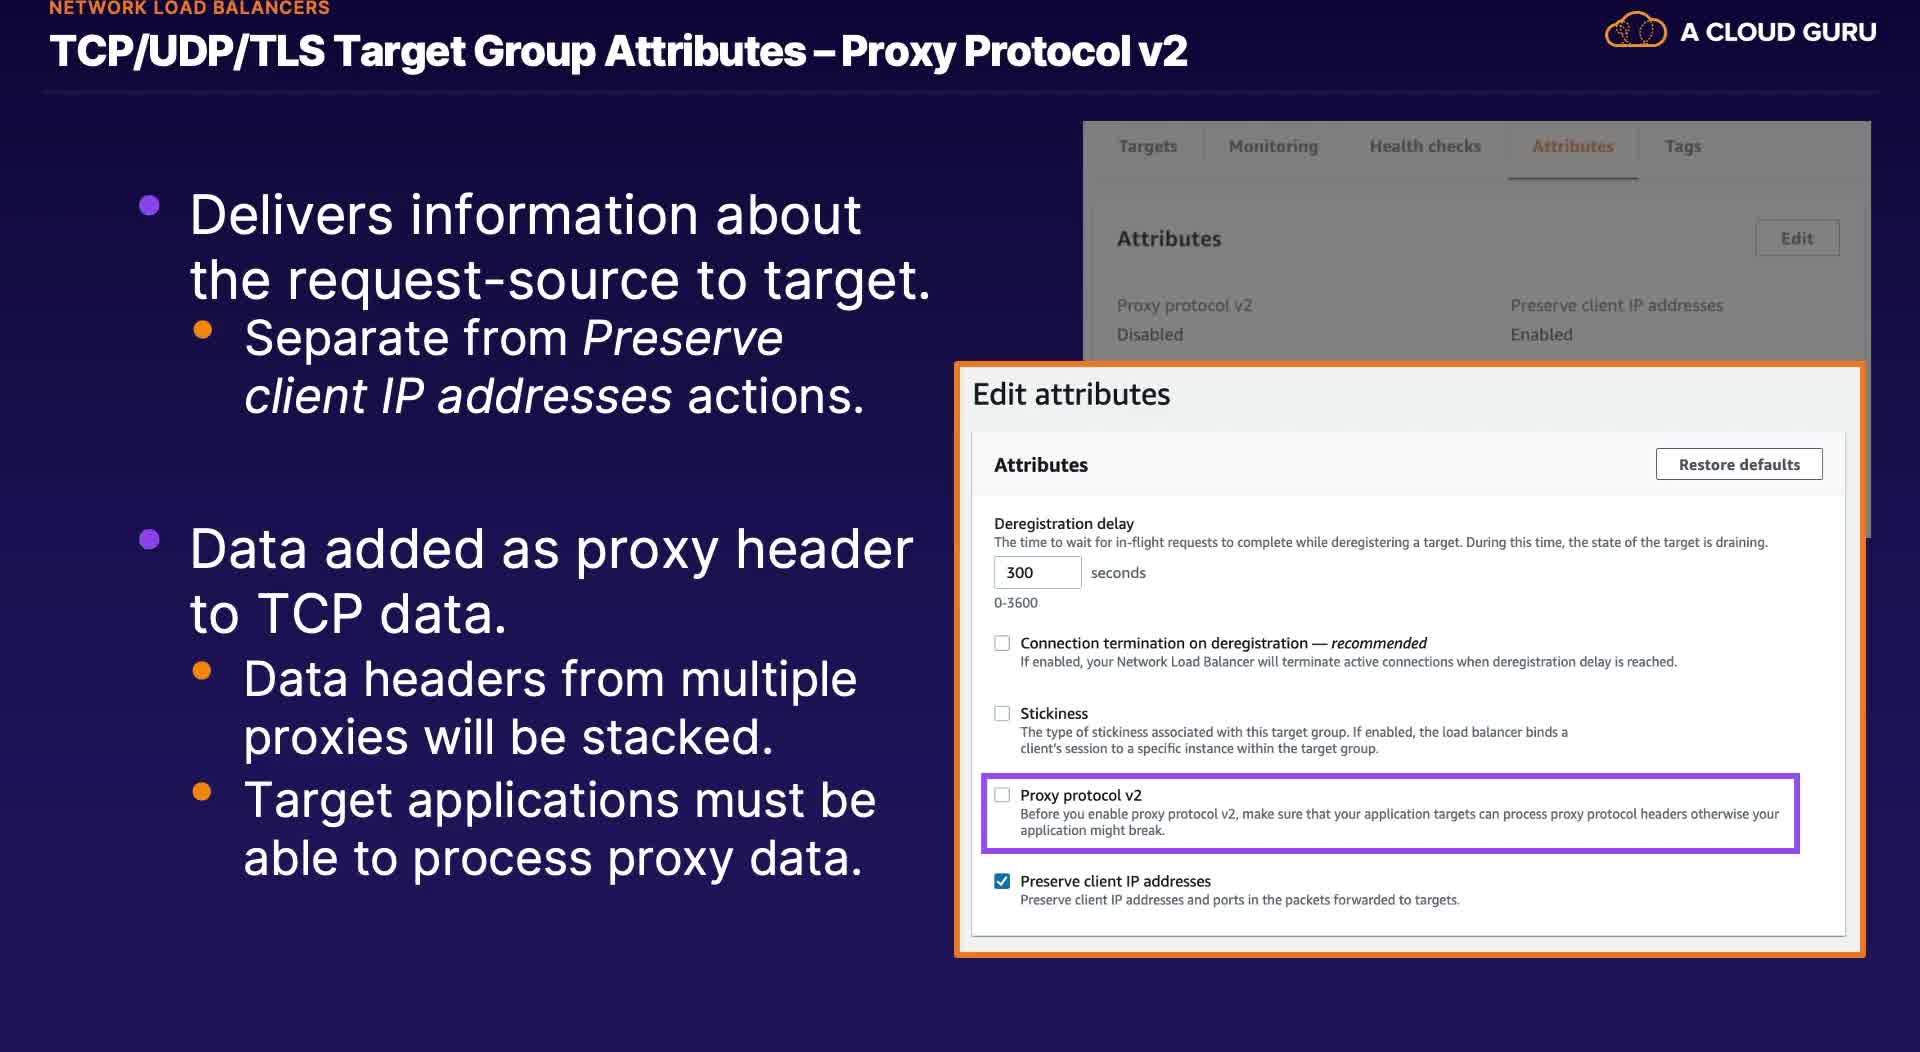 NETWORK LOAD BALANCERS
TCP/UDP/TLS Target Group Attributes – Proxy Protocol v2
A CLOUD GURU
Delivers information about
the request-source to target.
Separate from Preserve
client IP addresses actions.
Data added as proxy header
to TCP data.
Data headers from multiple
proxies will be stacked.
Target applications must be
able to process proxy data.
Targets Monitoring Health checks Attributes Tags
Attributes Edit
Proxy protocol v2 Preserve client IP addresses
Disabled Enabled
Edit attributes
Attributes Restore defaults
Deregistration delay
The time to wait for in-flight requests to complete while deregistering a target. During this time, the state of the target is draining.
300 seconds
0-3600
Connection termination on deregistration — recommended
If enabled, your Network Load Balancer will terminate active connections when deregistration delay is reached.
Stickiness
The type of stickiness associated with this target group. If enabled, the load balancer binds a
client's session to a specific instance within the target group.
Proxy protocol v2
Before you enable proxy protocol v2, make sure that your application targets can process proxy protocol headers otherwise your
application might break.
Preserve client IP addresses
Preserve client IP addresses and ports in the packets forwarded to targets.